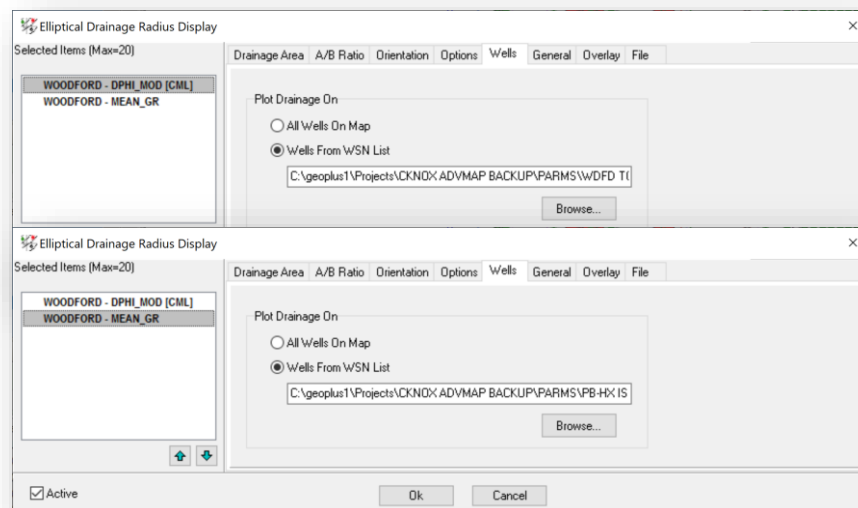 Elliptical Drainage Radius Display
Selected Items (Max=20)
Drainage Area A/B Ratio Orientation Options Wells General Overlay File
WOODFORD - DPHI_MOD [CML]
WOODFORD - MEAN_GR
Plot Drainage On
All Wells On Map
Wells From WSN List
C:\geoplus1\Projects\CKNOX ADVMAP BACKUP\PARMS\WDFD T(
Browse...
Elliptical Drainage Radius Display
Selected Items (Max=20)
Drainage Area A/B Ratio Orientation Options Wells General Overlay File
WOODFORD - DPHI_MOD [CML]
WOODFORD - MEAN_GR
Plot Drainage On
All Wells On Map
Wells From WSN List
C:\geoplus1\Projects\CKNOX ADVMAP BACKUP\PARMS\PB-HX IS
Browse...
Active
Ok Cancel